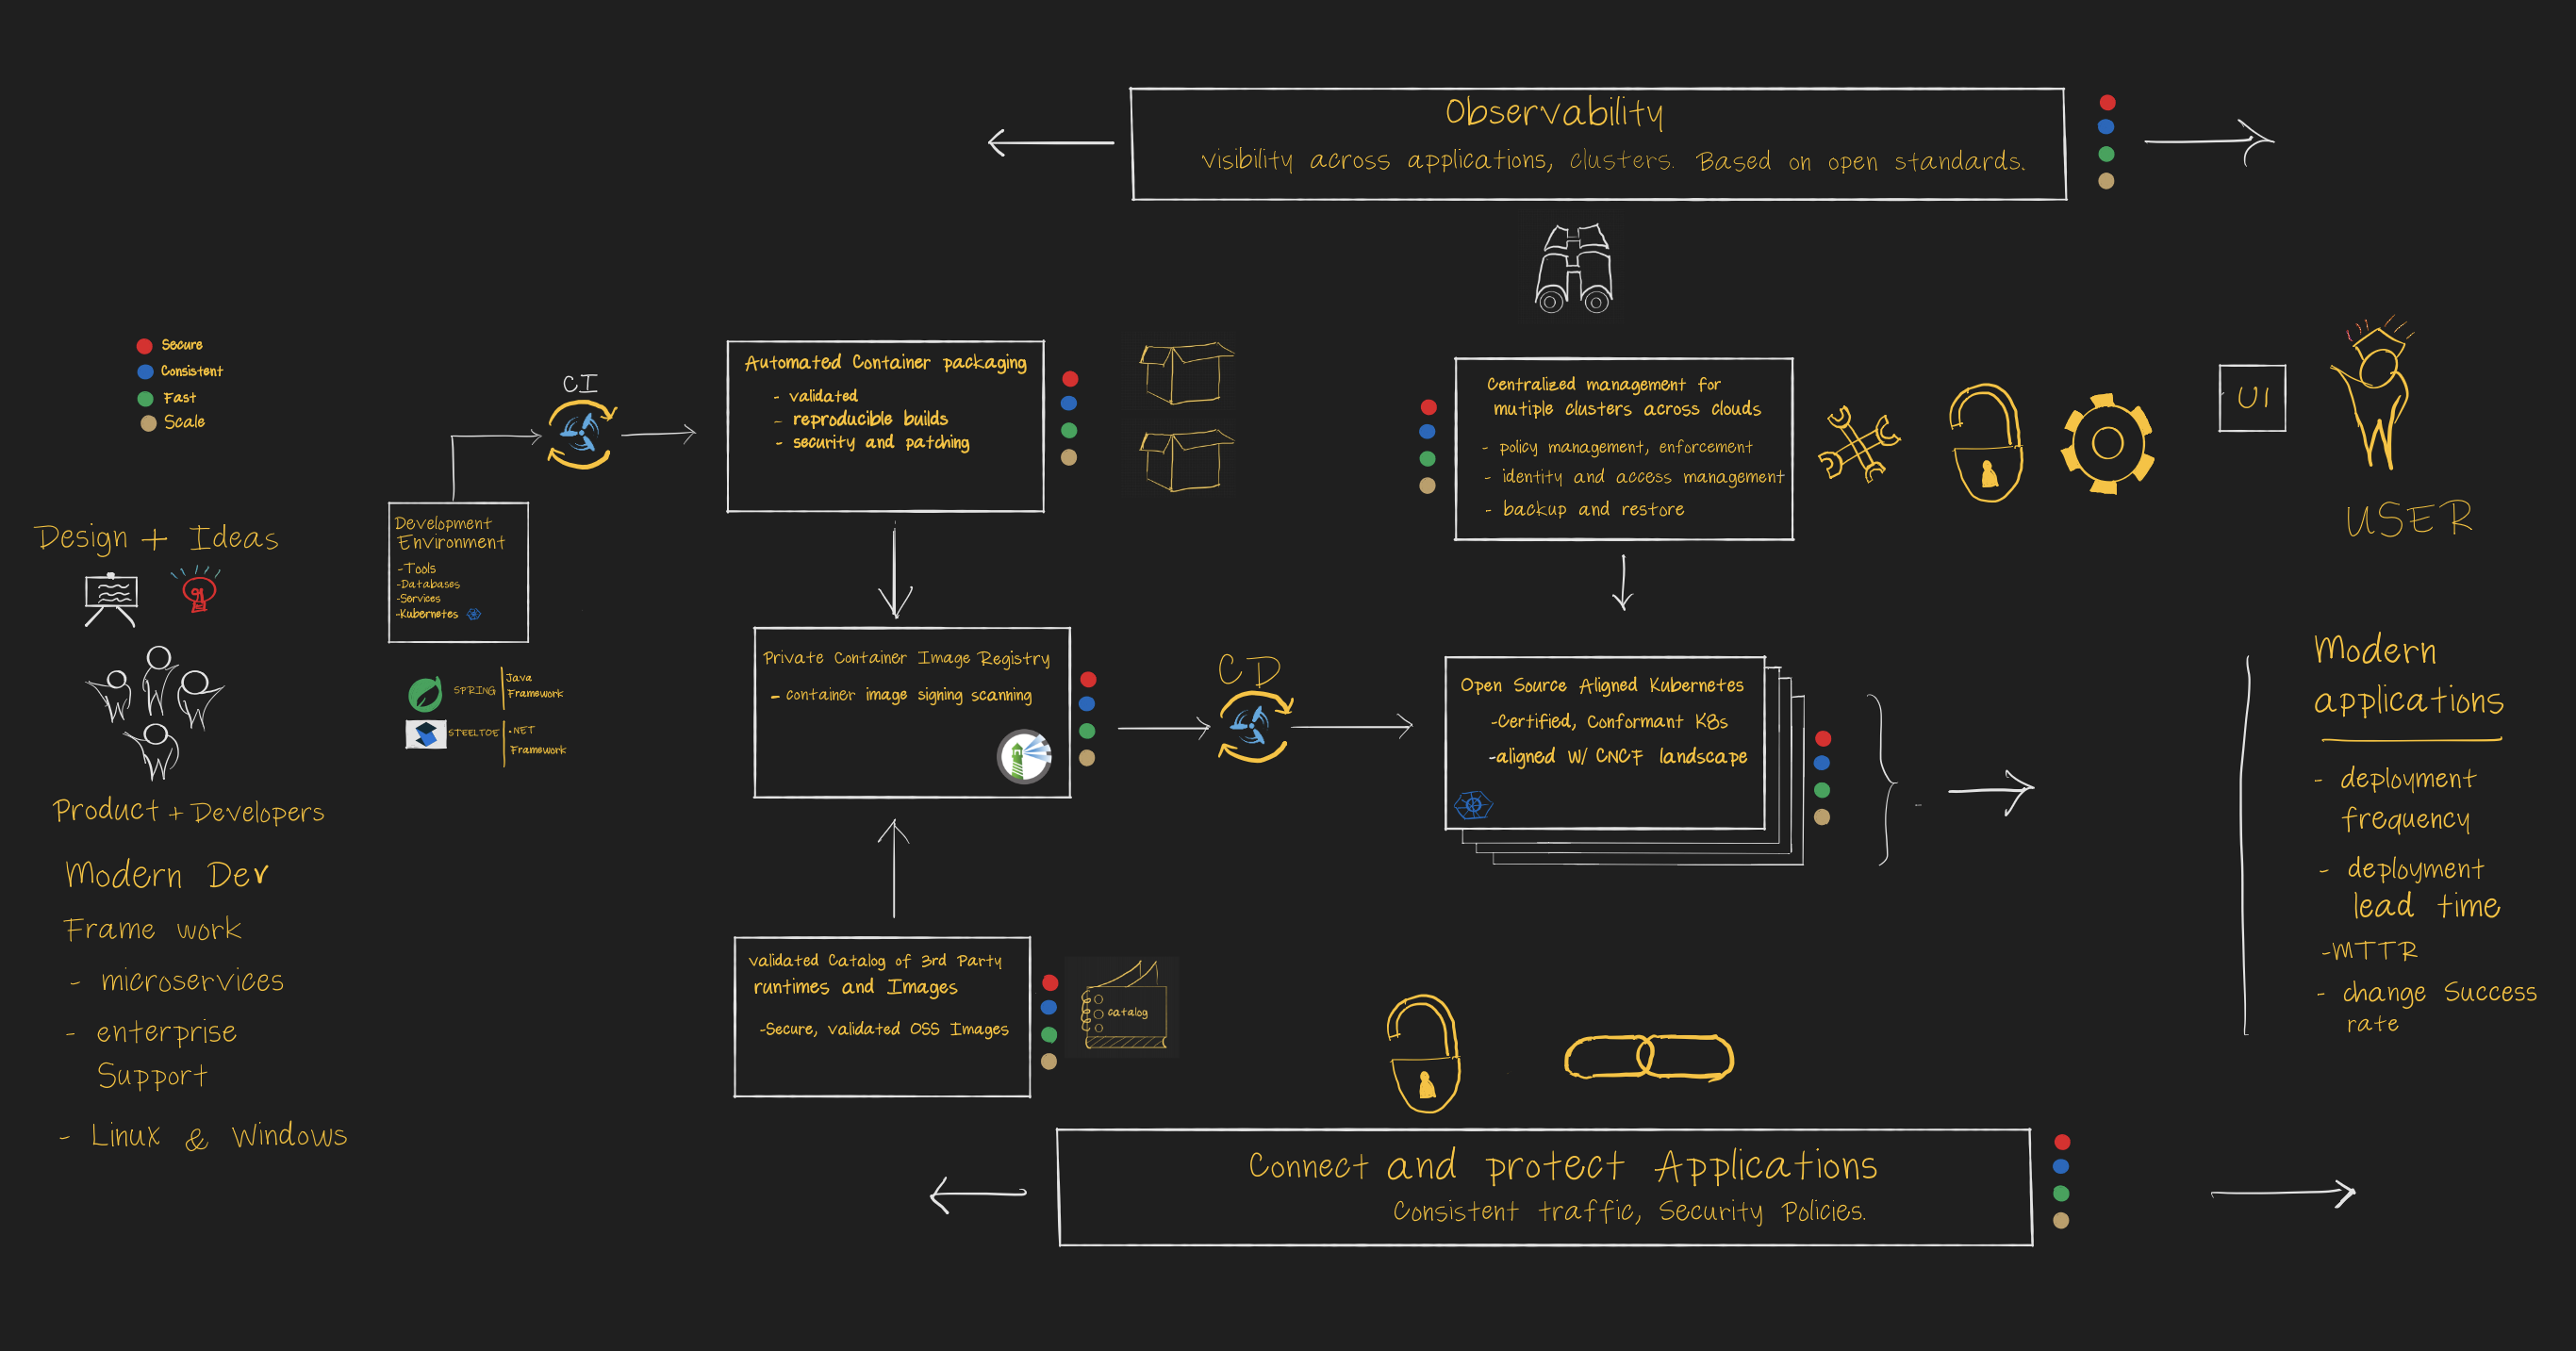 Observability
visibility across applications, clusters. Based on open standards.
Secure
Consistent
Fast
Scale
Design + Ideas
Product + Developers
Modern Dev
Frame work
- microservices
- enterprise
Support
- Linux & Windows
Development
Environment
-Tools
-Databases
-Services
-Kubernetes
SPRING
Java
Framework
STEELTOE
.NET
Framework
CI
Automated Container packaging
- validated
- reproducible builds
- security and patching
Private Container Image Registry
- container image signing scanning
validated Catalog of 3rd Party
runtimes and Images
-Secure, validated OSS Images
catalog
CD
Centralized management for
mutiple clusters across clouds
- policy management, enforcement
- identity and access management
- backup and restore
Open Source Aligned Kubernetes
-Certified, Conformant K8s
-aligned W/ CNCF landscape
UI
USER
Modern
applications
- deployment
frequency
- deployment
lead time
-MTTR
- change Success
rate
Connect and protect Applications
Consistent traffic, Security Policies.